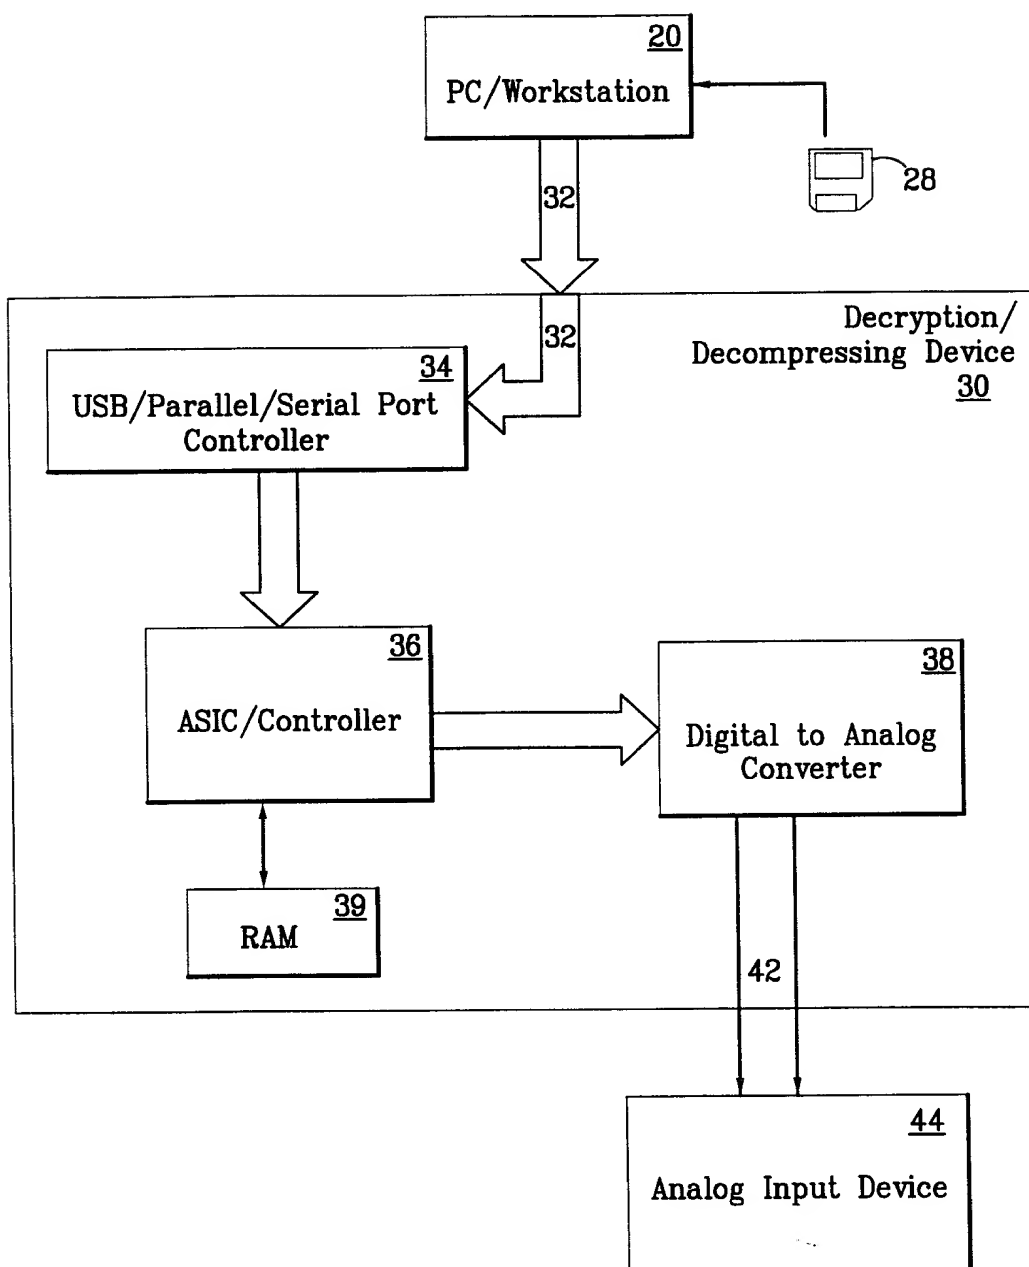 20
PC/Workstation
28
32
Decryption/
Decompressing Device
30
32
34
USB/Parallel/Serial Port
Controller
36
ASIC/Controller
38
Digital to Analog
Converter
39
RAM
42
44
Analog Input Device